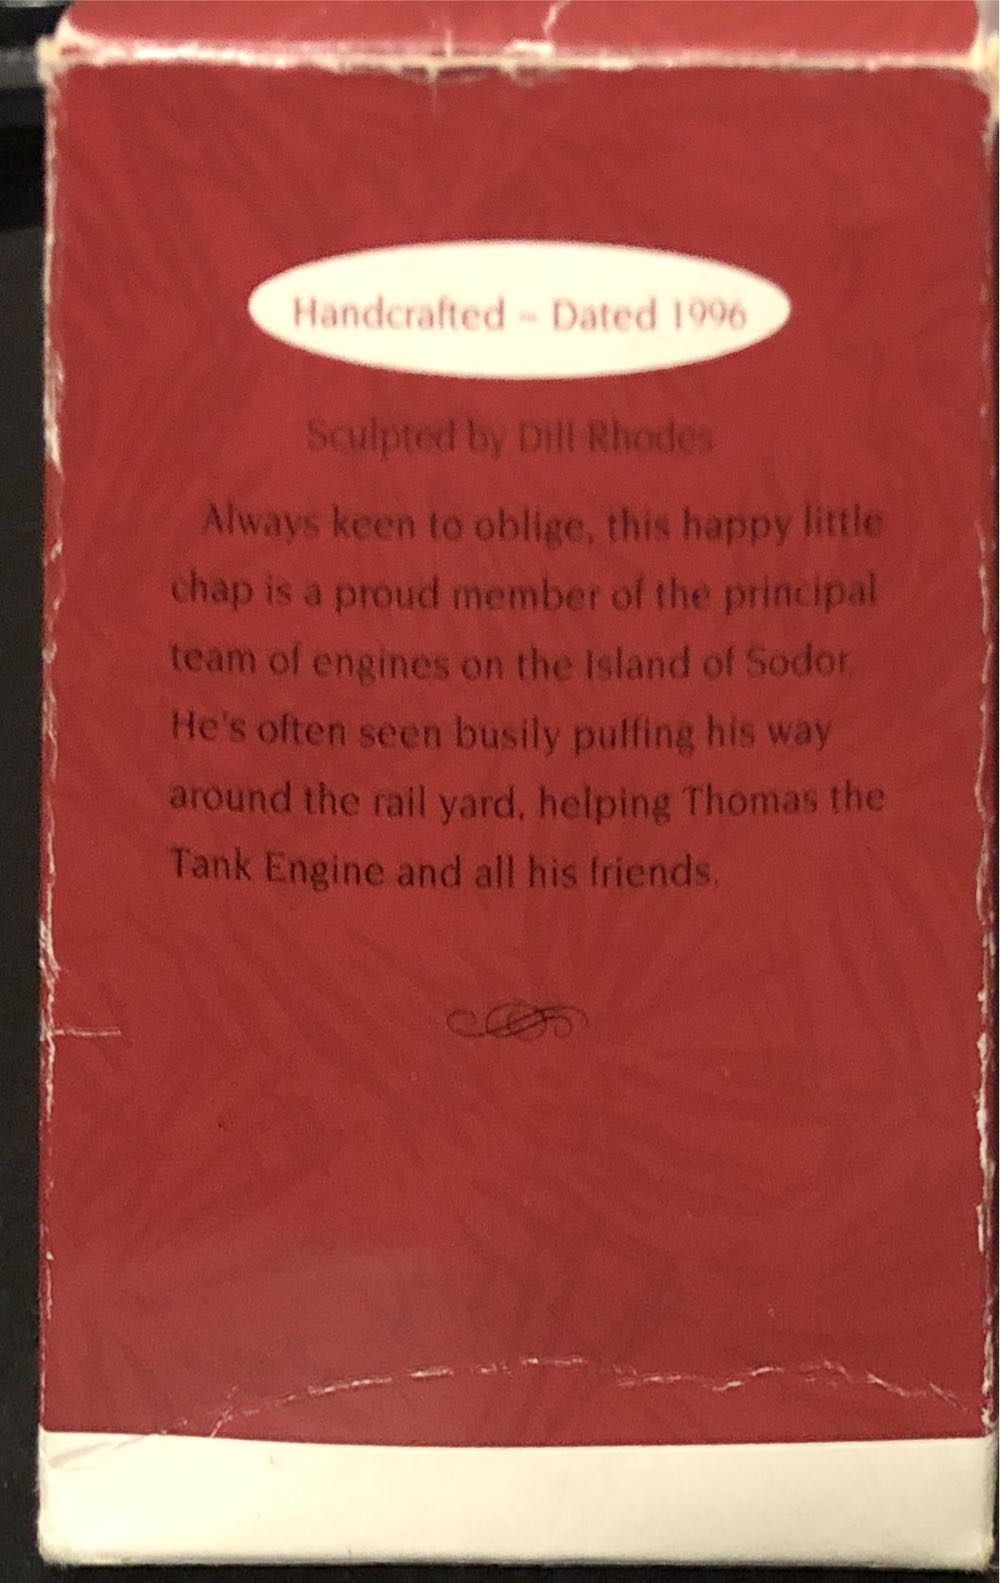 Handcrafted ~ Dated 1996
Sculpted by Dill Rhodes
Always keen to oblige, this happy little
chap is a proud member of the principal
team of engines on the Island of Sodor.
He's often seen busily puffing his way
around the rail yard, helping Thomas the
Tank Engine and all his friends.